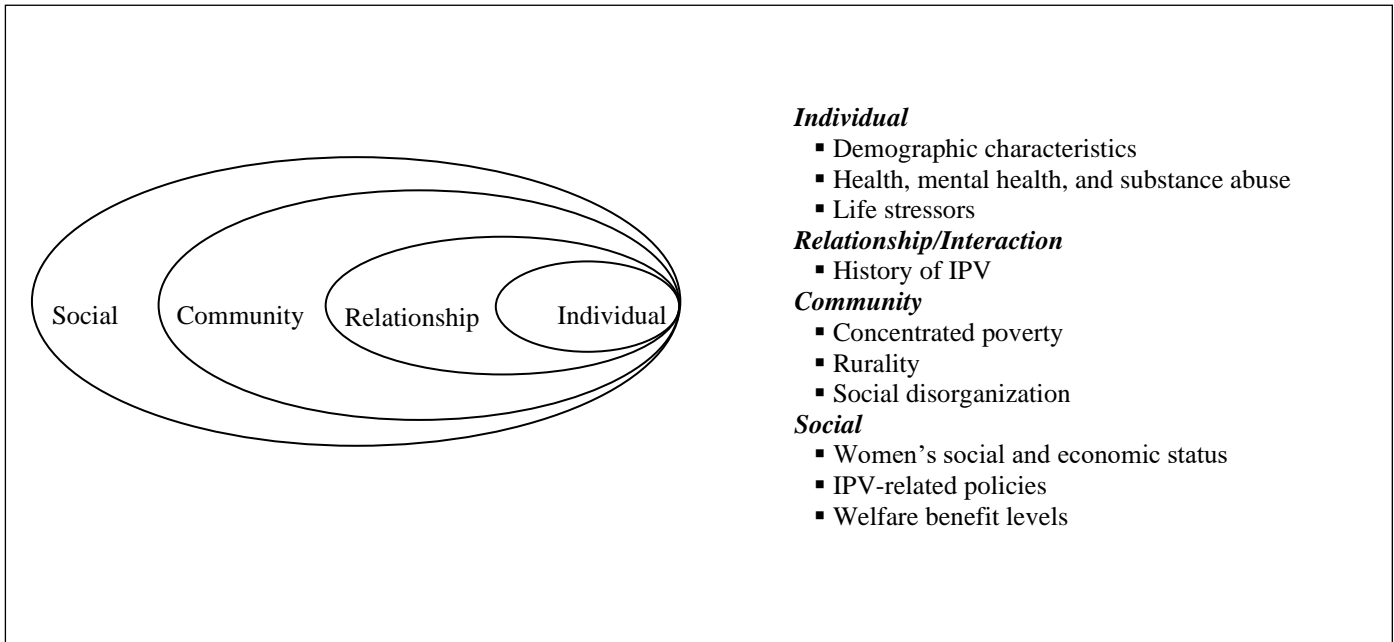 Social
Community
Relationship
Individual
Individual
▪ Demographic characteristics
▪ Health, mental health, and substance abuse
▪ Life stressors
Relationship/Interaction
▪ History of IPV
Community
▪ Concentrated poverty
▪ Rurality
▪ Social disorganization
Social
▪ Women’s social and economic status
▪ IPV-related policies
▪ Welfare benefit levels